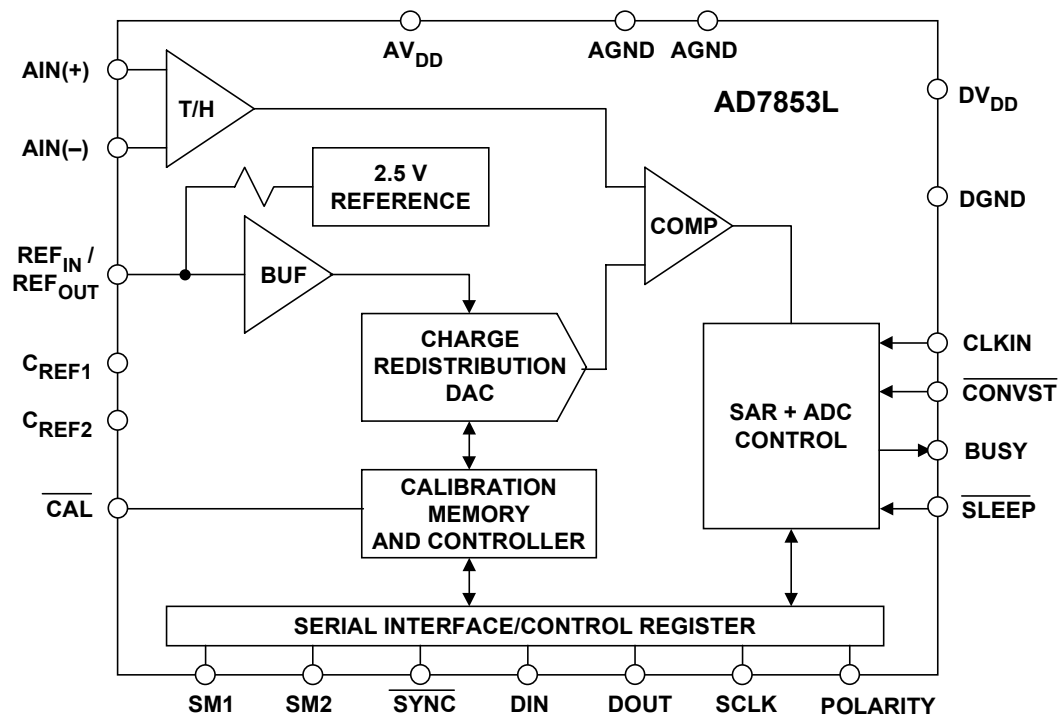 AV_DD
AGND
AGND
AIN(+)
T/H
AD7853L
DV_DD
AIN(–)
2.5 V
REFERENCE
DGND
COMP
REF_IN /
REF_OUT
BUF
CHARGE
REDISTRIBUTION
DAC
CLKIN
C_REF1
CONVST
SAR + ADC
CONTROL
C_REF2
BUSY
CALIBRATION
MEMORY
AND CONTROLLER
CAL
SLEEP
SERIAL INTERFACE/CONTROL REGISTER
SM1
SM2
SYNC
DIN
DOUT
SCLK
POLARITY